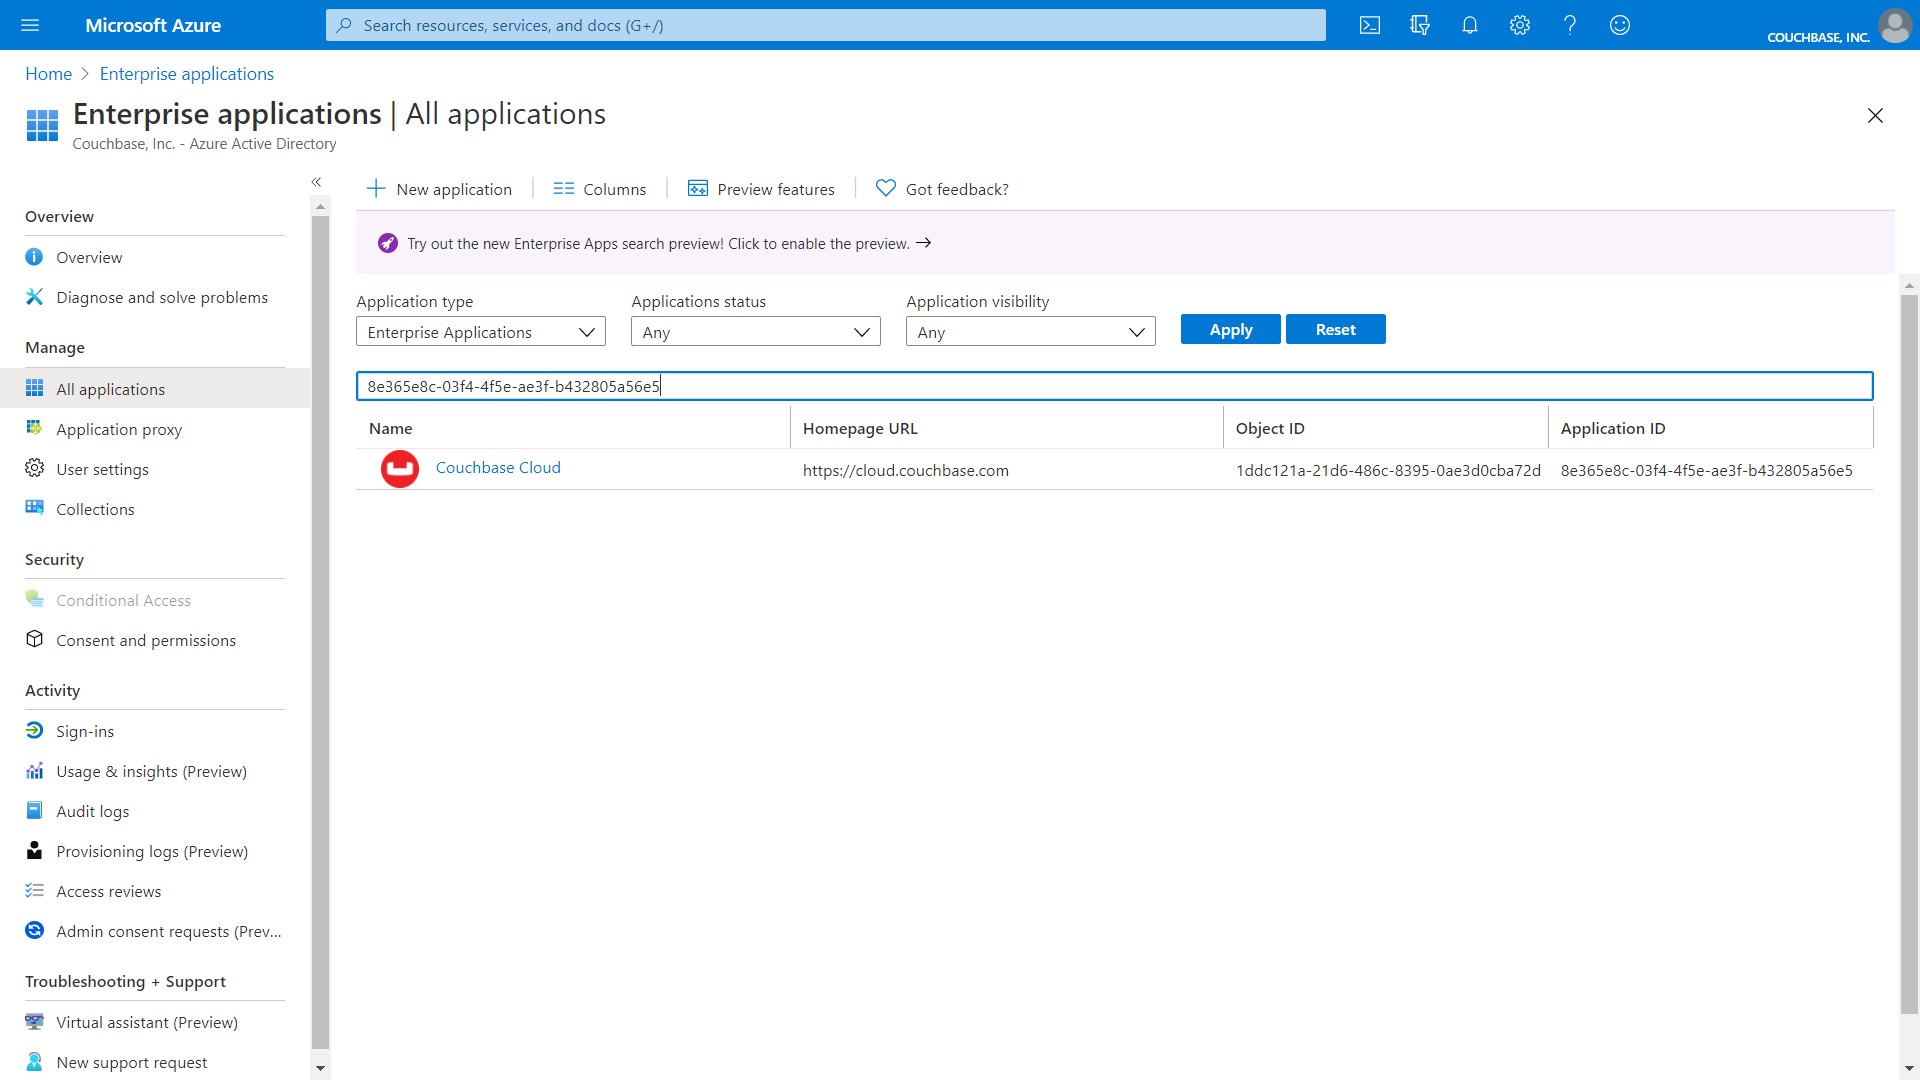 Microsoft Azure
Search resources, services, and docs (G+/)
COUCHBASE, INC.
Home
Enterprise applications
Enterprise applications | All applications
Couchbase, Inc. - Azure Active Directory
Overview
Overview
Diagnose and solve problems
Manage
All applications
Application proxy
User settings
Collections
Security
Conditional Access
Consent and permissions
Activity
Sign-ins
Usage & insights (Preview)
Audit logs
Provisioning logs (Preview)
Access reviews
Admin consent requests (Prev...
Troubleshooting + Support
Virtual assistant (Preview)
New support request
New application
Columns
Preview features
Got feedback?
Try out the new Enterprise Apps search preview! Click to enable the preview. →
Application type
Applications status
Application visibility
Enterprise Applications
Any
Any
Apply
Reset
8e365e8c-03f4-4f5e-ae3f-b432805a56e5
Name
Homepage URL
Object ID
Application ID
Couchbase Cloud
https://cloud.couchbase.com
1ddc121a-21d6-486c-8395-0ae3d0cba72d
8e365e8c-03f4-4f5e-ae3f-b432805a56e5